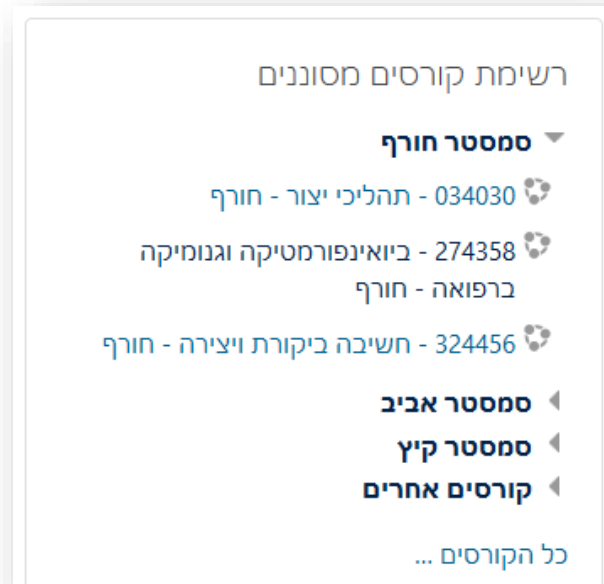 רשימת קורסים מסוננים
סמסטר חורף
034030 - תהליכי יצור - חורף
274358 - ביואינפורמטיקה וגנומיקה
ברפואה - חורף
324456 - חשיבה ביקורת ויצירה - חורף
סמסטר אביב
סמסטר קיץ
קורסים אחרים
כל הקורסים ...